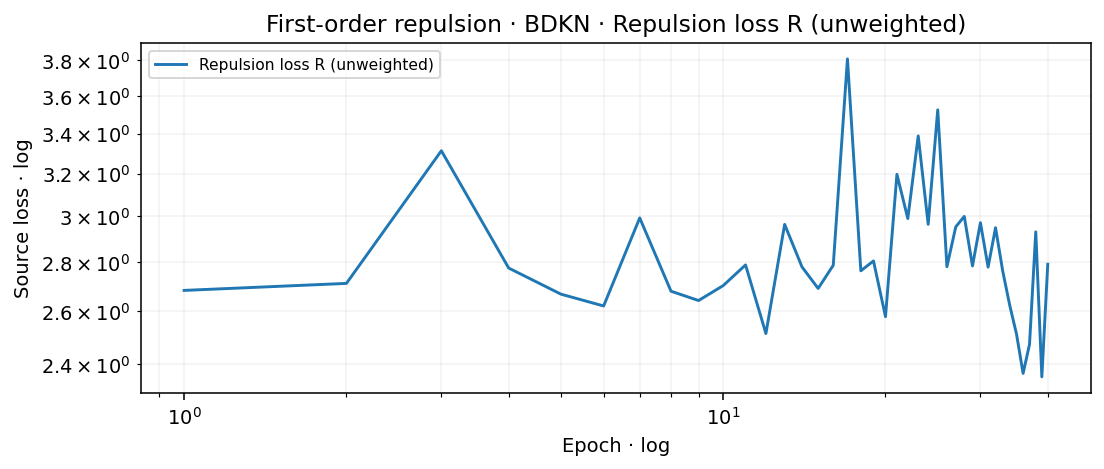 First-order repulsion · BDKN · Repulsion loss R (unweighted)
Repulsion loss R (unweighted)
Source loss · log
3.8 × 10⁰
3.6 × 10⁰
3.4 × 10⁰
3.2 × 10⁰
3 × 10⁰
2.8 × 10⁰
2.6 × 10⁰
2.4 × 10⁰
10⁰
10¹
Epoch · log